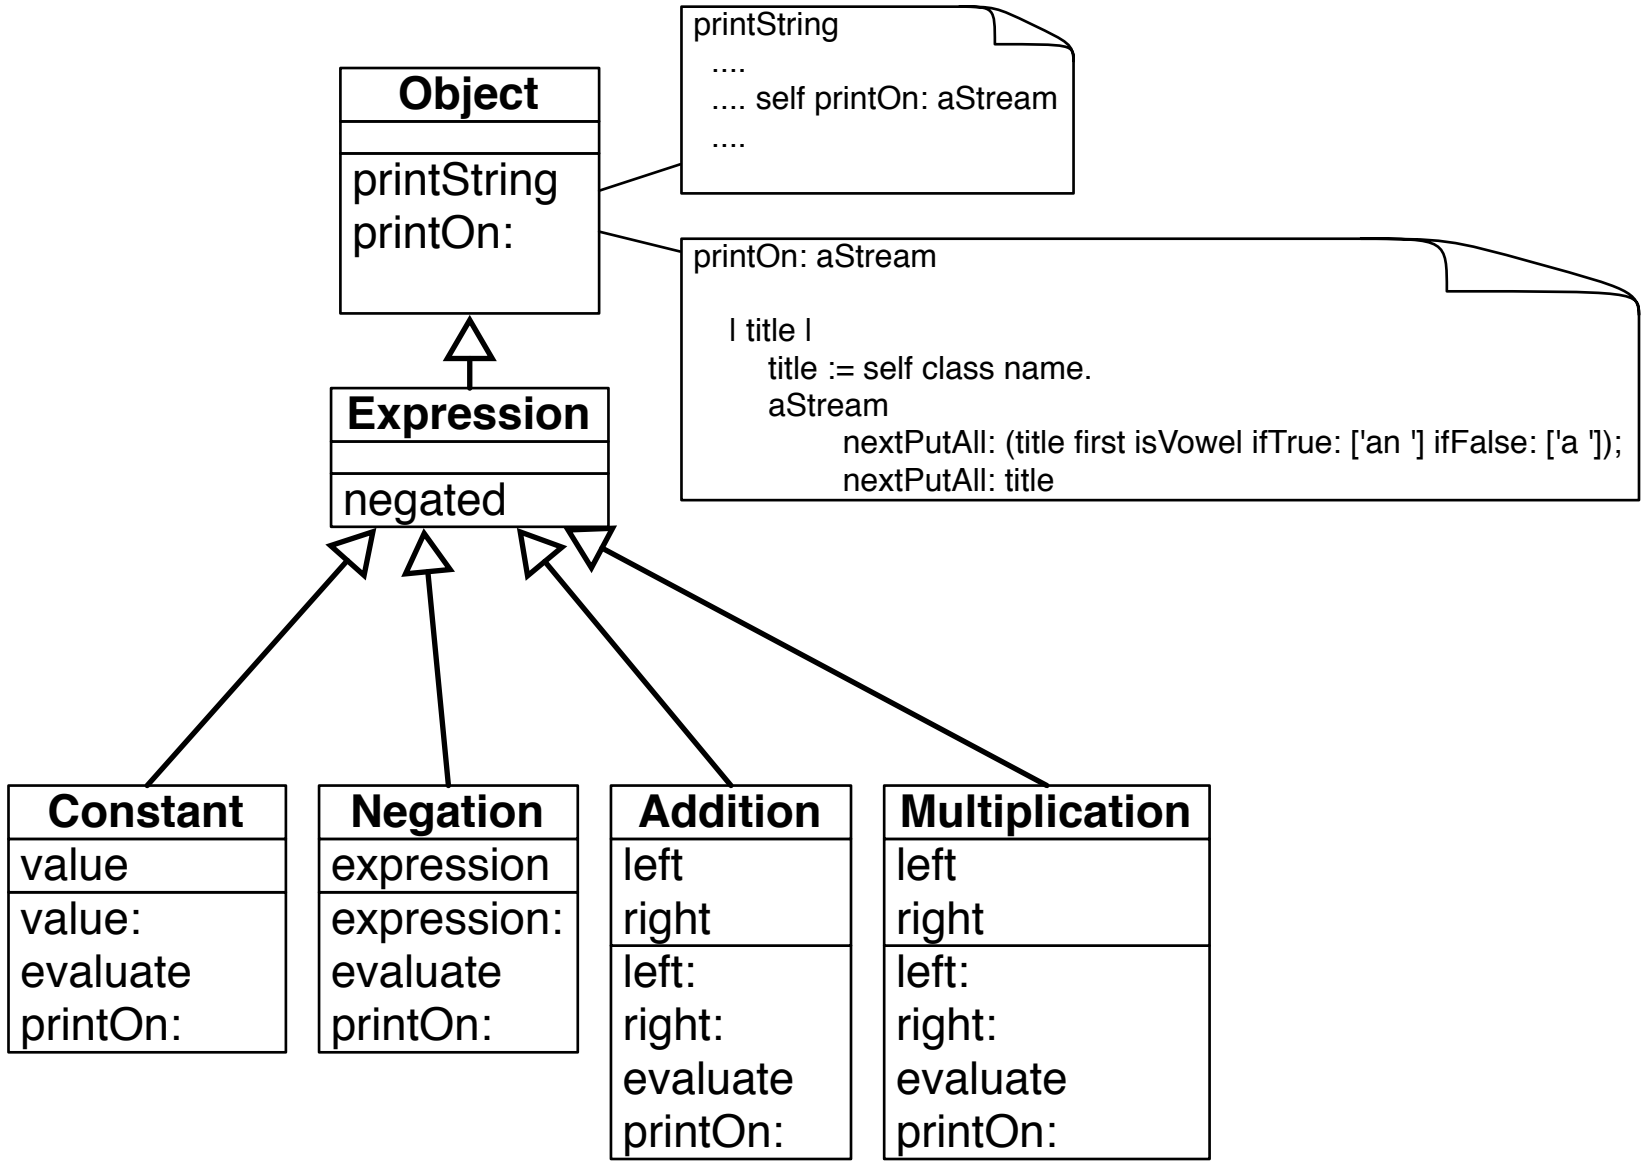 printString
....
.... self printOn: aStream
....
Object
printString
printOn:
printOn: aStream
| title |
title := self class name.
aStream
nextPutAll: (title first isVowel ifTrue: ['an '] ifFalse: ['a ']);
nextPutAll: title
Expression
negated
Constant
value
value:
evaluate
printOn:
Negation
expression
expression:
evaluate
printOn:
Addition
left
right
left:
right:
evaluate
printOn:
Multiplication
left
right
left:
right:
evaluate
printOn: